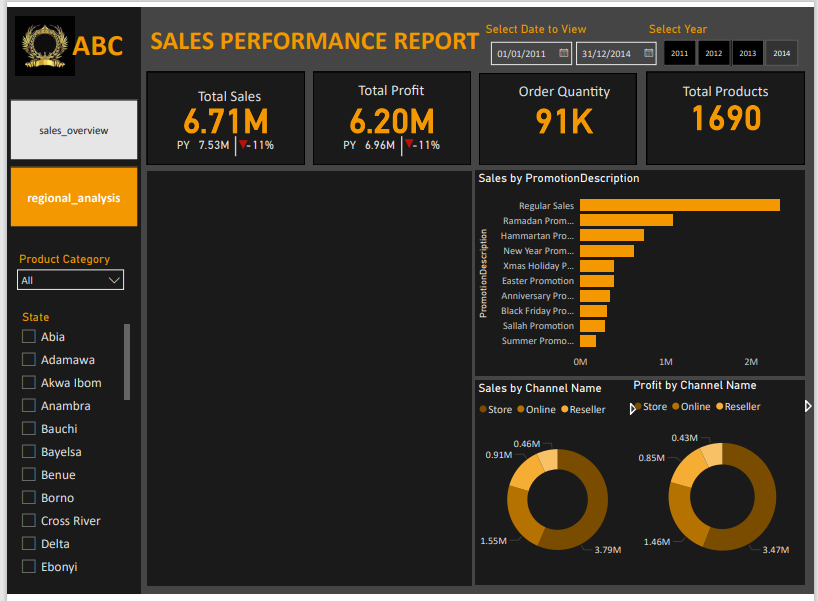 ABC
SALES PERFORMANCE REPORT
Select Date to View
01/01/2011
31/12/2014
Select Year
2011
2012
2013
2014
sales_overview
regional_analysis
Total Sales
6.71M
PY 7.53M -11%
Total Profit
6.20M
PY 6.96M -11%
Order Quantity
91K
Total Products
1690
Product Category
All
State
Abia
Adamawa
Akwa Ibom
Anambra
Bauchi
Bayelsa
Benue
Borno
Cross River
Delta
Ebonyi
Sales by PromotionDescription
PromotionDescription
Regular Sales
Ramadan Prom...
Hammartan Pro...
New Year Prom...
Xmas Holiday P...
Easter Promotion
Anniversary Pro...
Black Friday Pro...
Sallah Promotion
Summer Promo...
0M 1M 2M
Sales by Channel Name
Store Online Reseller
0.46M
0.91M
1.55M
3.79M
Profit by Channel Name
Store Online Reseller
0.43M
0.85M
1.46M
3.47M